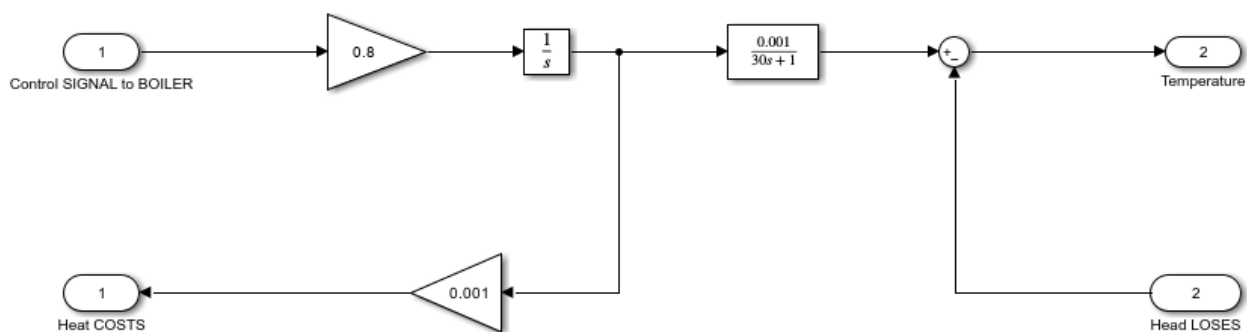 1
Control SIGNAL to BOILER
0.8
1
s
0.001
30s + 1
+
−
2
Temperature
1
Heat COSTS
0.001
2
Head LOSES